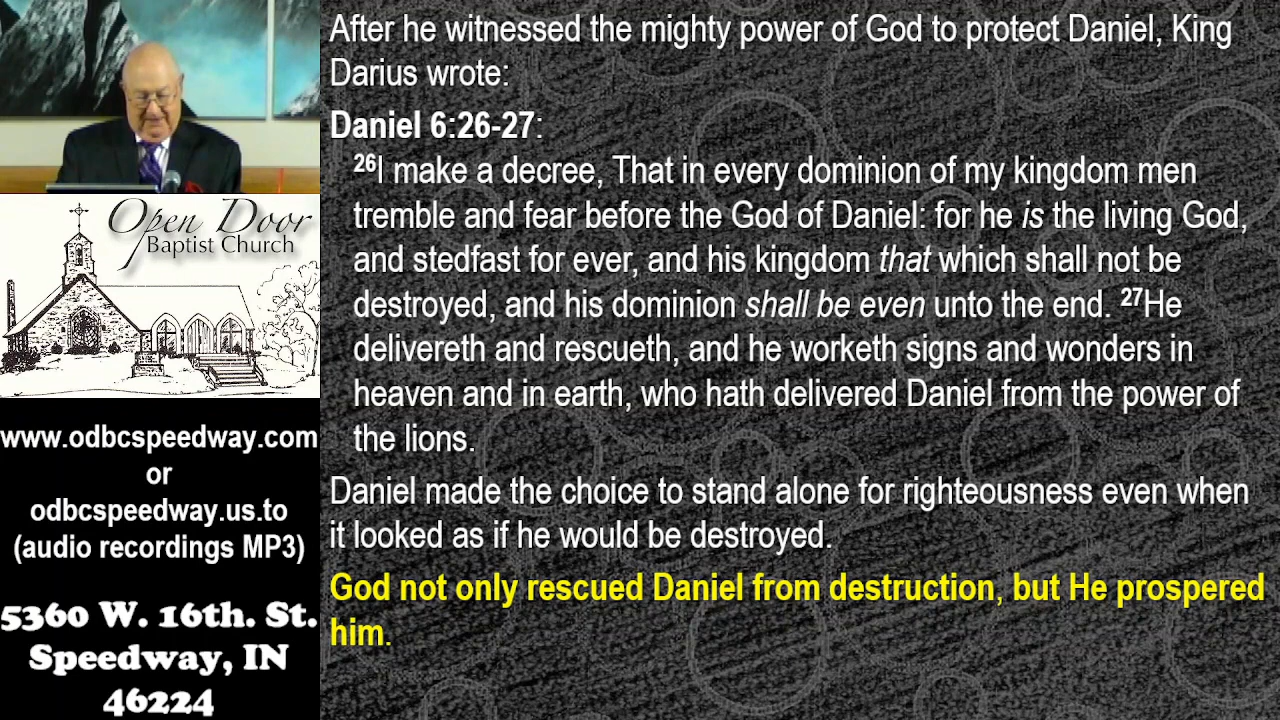 Open Door
Baptist Church
www.odbcspeedway.com
or
odbcspeedway.us.to
(audio recordings MP3)
5360 W. 16th. St.
Speedway, IN
46224
After he witnessed the mighty power of God to protect Daniel, King
Darius wrote:
Daniel 6:26-27:
26I make a decree, That in every dominion of my kingdom men
tremble and fear before the God of Daniel: for he is the living God,
and stedfast for ever, and his kingdom that which shall not be
destroyed, and his dominion shall be even unto the end. 27He
delivereth and rescueth, and he worketh signs and wonders in
heaven and in earth, who hath delivered Daniel from the power of
the lions.
Daniel made the choice to stand alone for righteousness even when
it looked as if he would be destroyed.
God not only rescued Daniel from destruction, but He prospered
him.